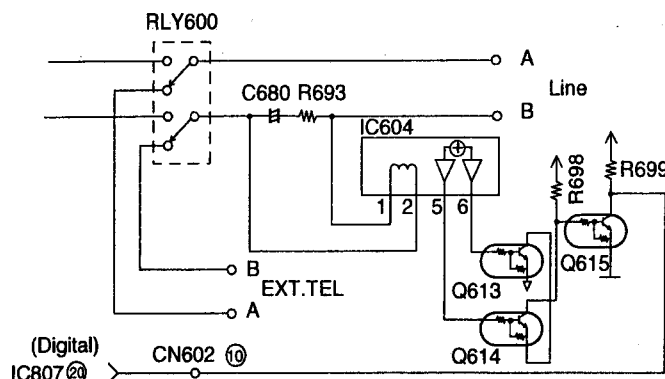 RLY600
A
C680 R693
Line
B
IC604
R698
R699
1 2 5 6
Q615
B
EXT.TEL
Q613
A
(Digital)
Q614
IC807 ⑳ CN602 ⑩